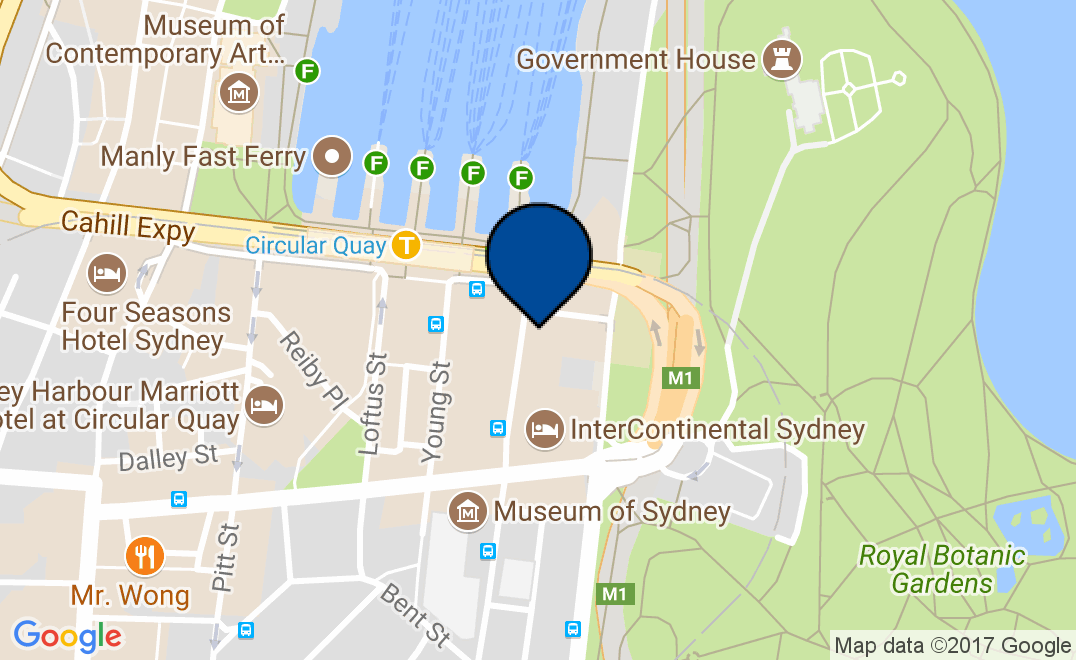 Museum of
Contemporary Art...
F
Government House
Manly Fast Ferry
F
F
F
F
Cahill Expy
Circular Quay
T
Four Seasons
Hotel Sydney
Reiby Pl
Loftus St
Young St
M1
ey Harbour Marriott
otel at Circular Quay
InterContinental Sydney
Dalley St
Museum of Sydney
Pitt St
Mr. Wong
Bent St
M1
Royal Botanic
Gardens
Google
Map data ©2017 Google